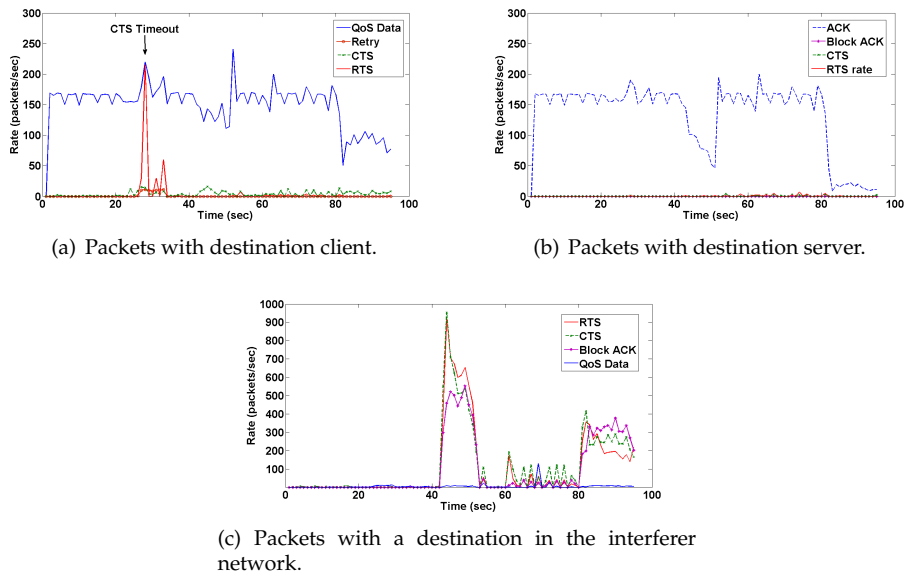 CTS Timeout
QoS Data
Retry
CTS
RTS
Rate (packets/sec)
300
250
200
150
100
50
0
0 20 40 60 80 100
Time (sec)
(a) Packets with destination client.
ACK
Block ACK
CTS
RTS rate
Rate (packets/sec)
300
250
200
150
100
50
0
0 20 40 60 80 100
Time (sec)
(b) Packets with destination server.
RTS
CTS
Block ACK
QoS Data
Rate (packets/sec)
1000
900
800
700
600
500
400
300
200
100
0 20 40 60 80 100
Time (sec)
(c) Packets with a destination in the interferer
network.